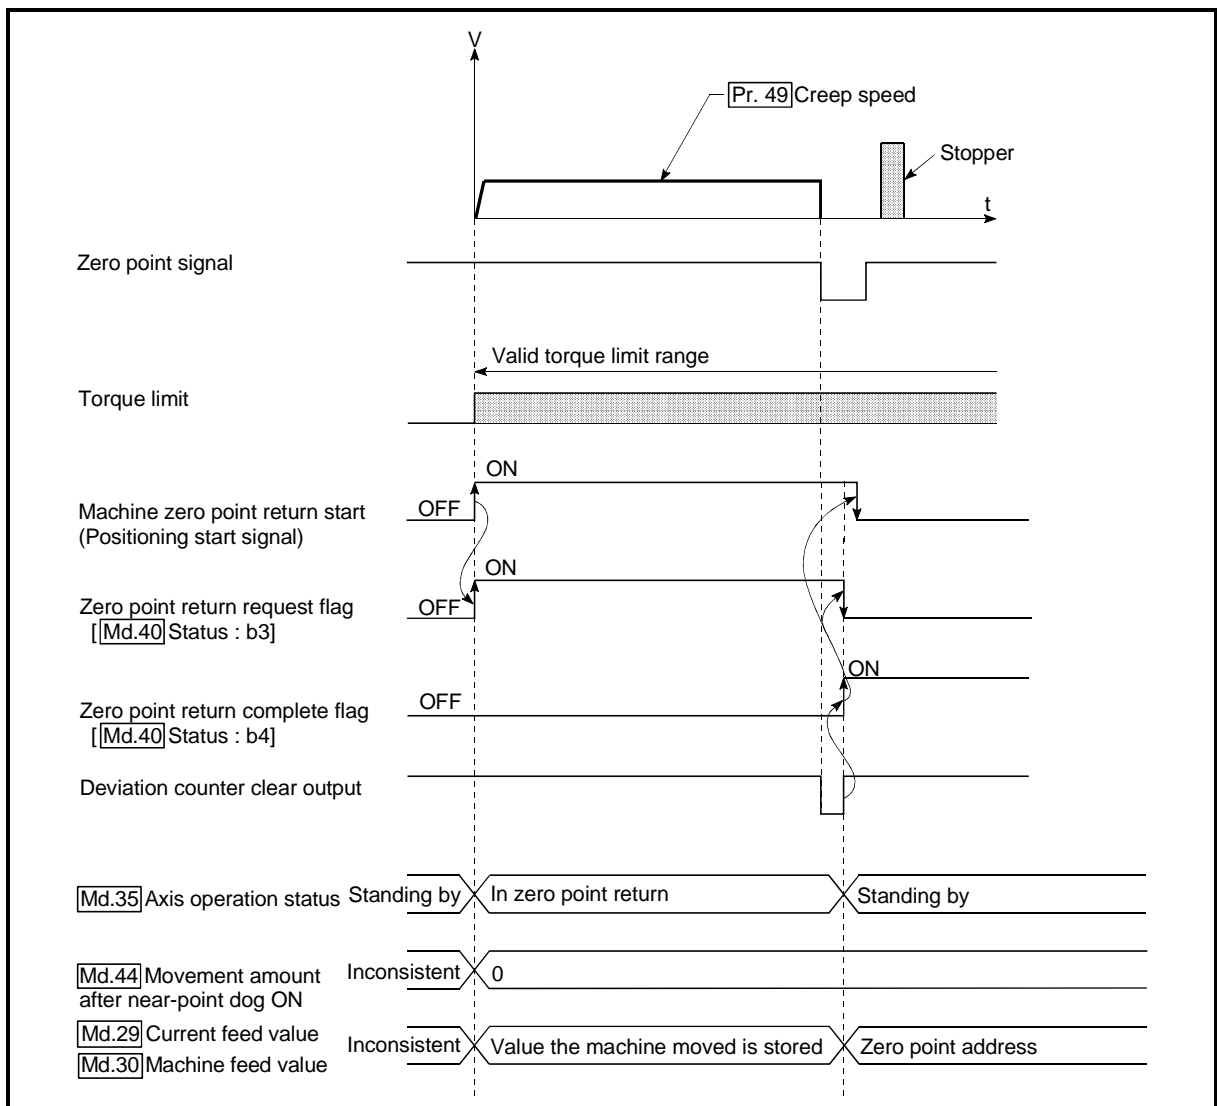 V
Pr. 49 Creep speed
Stopper
t
Zero point signal
Valid torque limit range
Torque limit
ON
Machine zero point return start
OFF
(Positioning start signal)
ON
Zero point return request flag
OFF
[ Md.40 Status : b3]
ON
Zero point return complete flag
OFF
[ Md.40 Status : b4]
Deviation counter clear output
Md.35 Axis operation status Standing by In zero point return Standing by
Md.44 Movement amount Inconsistent 0
after near-point dog ON
Md.29 Current feed value
Inconsistent Value the machine moved is stored Zero point address
Md.30 Machine feed value